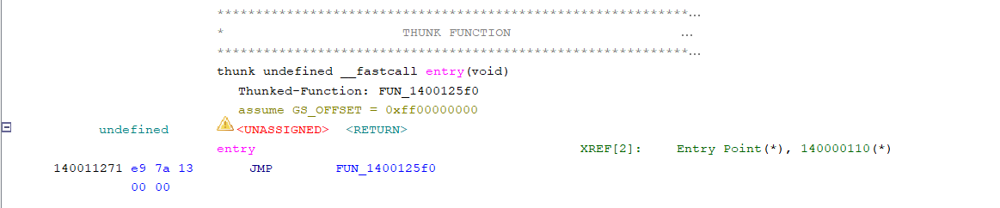 *************************************************************...
* THUNK FUNCTION ...
*************************************************************...
thunk undefined __fastcall entry(void)
Thunked-Function: FUN_1400125f0
assume GS_OFFSET = 0xff00000000
undefined <UNASSIGNED> <RETURN>
entry XREF[2]: Entry Point(*), 140000110(*)
140011271 e9 7a 13 JMP FUN_1400125f0
00 00